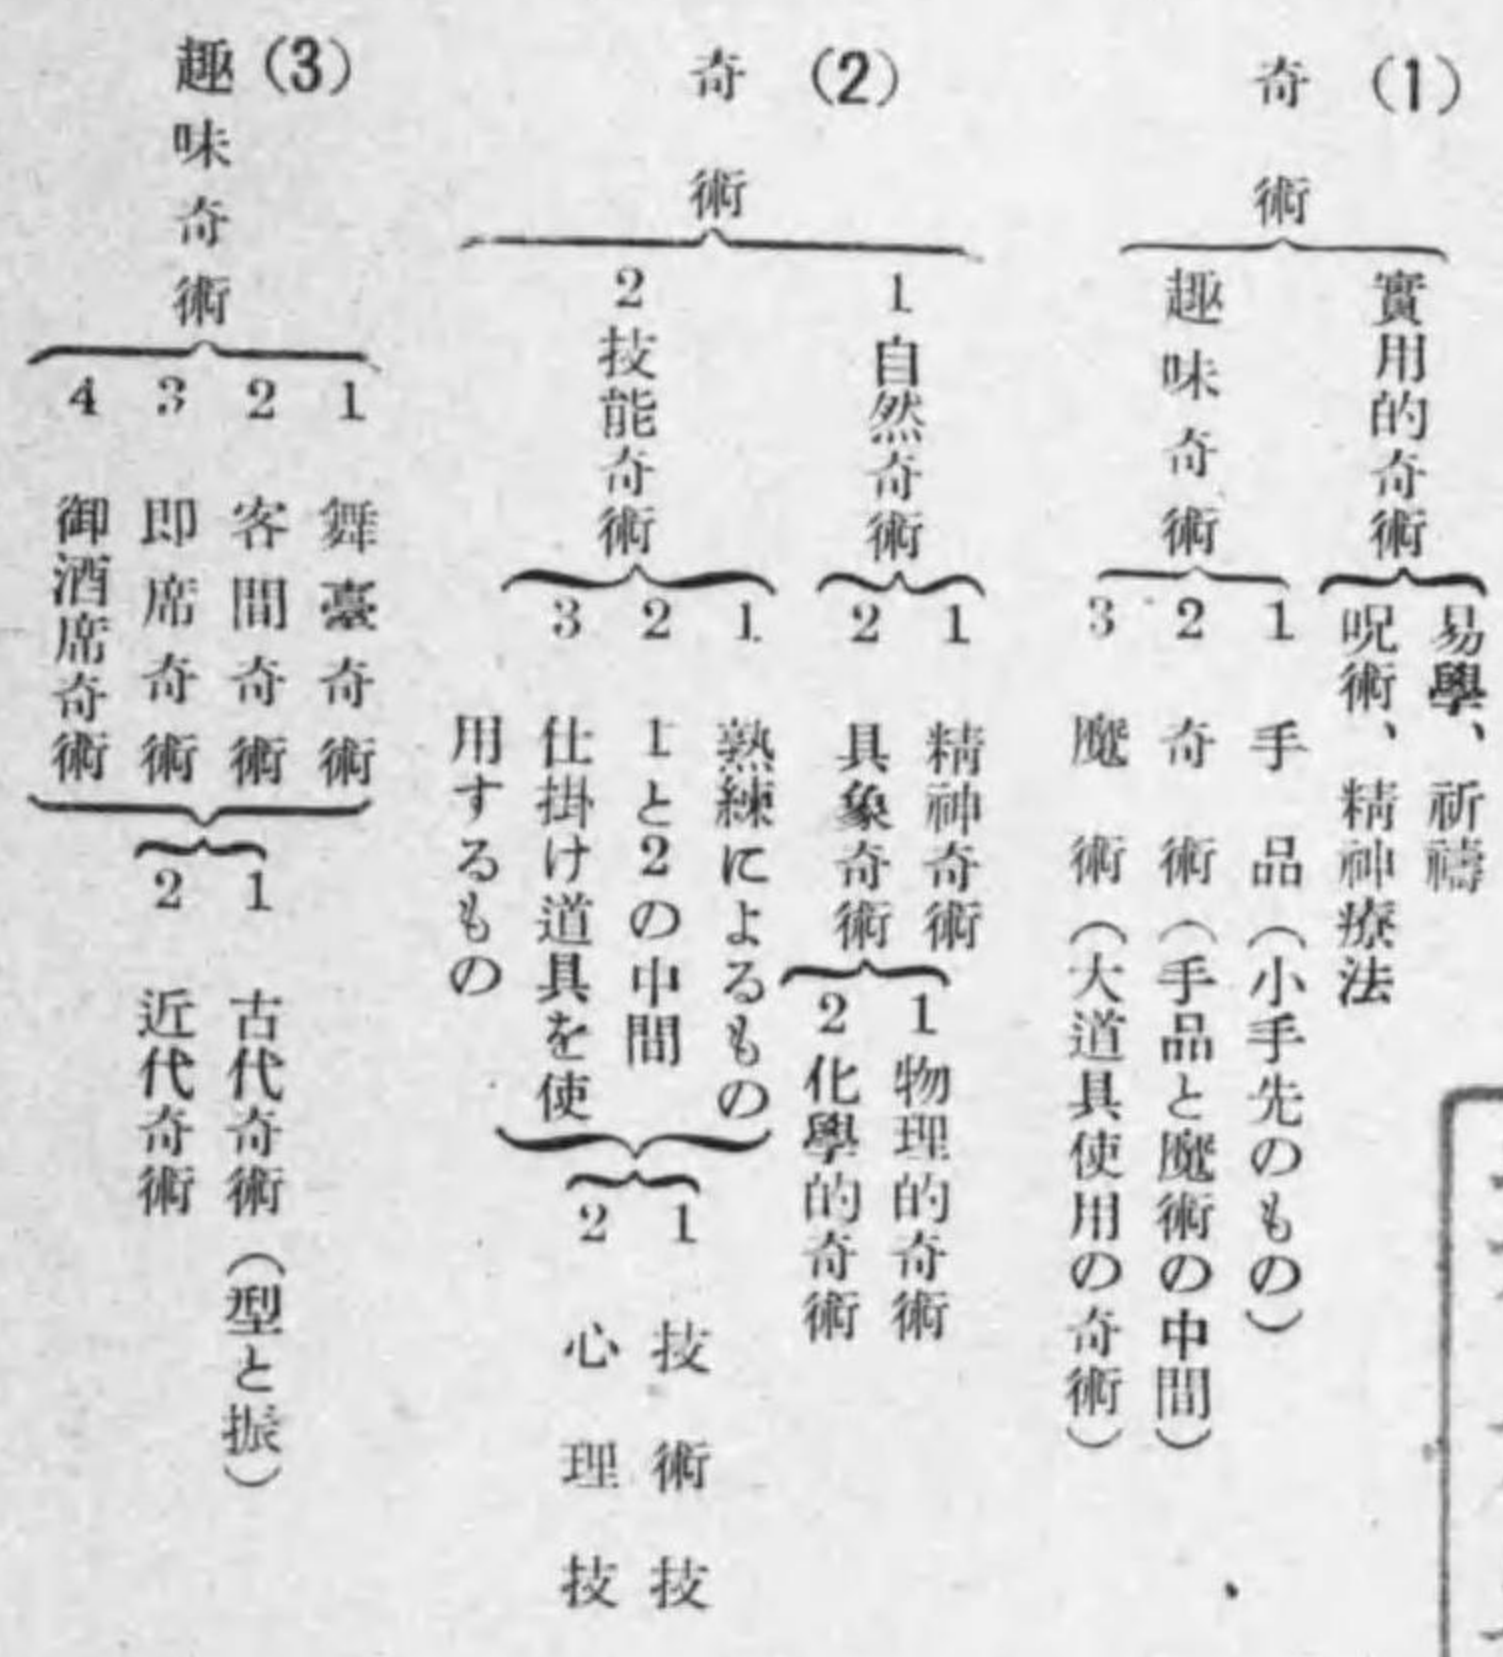 (1)
奇術
實用的奇術
易學、祈禱
呪術、精神療法
趣味奇術
1 手品（小手先のもの）
2 奇術（手品と魔術の中間）
3 魔術（大道具使用の奇術）
(2)
奇術
1 自然奇術
1 精神奇術
2 具象奇術
1 物理的奇術
2 化學的奇術
2 技能奇術
1. 熟練によるもの
2 1と2の中間
3 仕掛け道具を使
用するもの
1 技術技
2 心理技
(3)
趣味奇術
1 舞臺奇術
2 客間奇術
3 即席奇術
4 御酒席奇術
1 古代奇術（型と振）
2 近代奇術